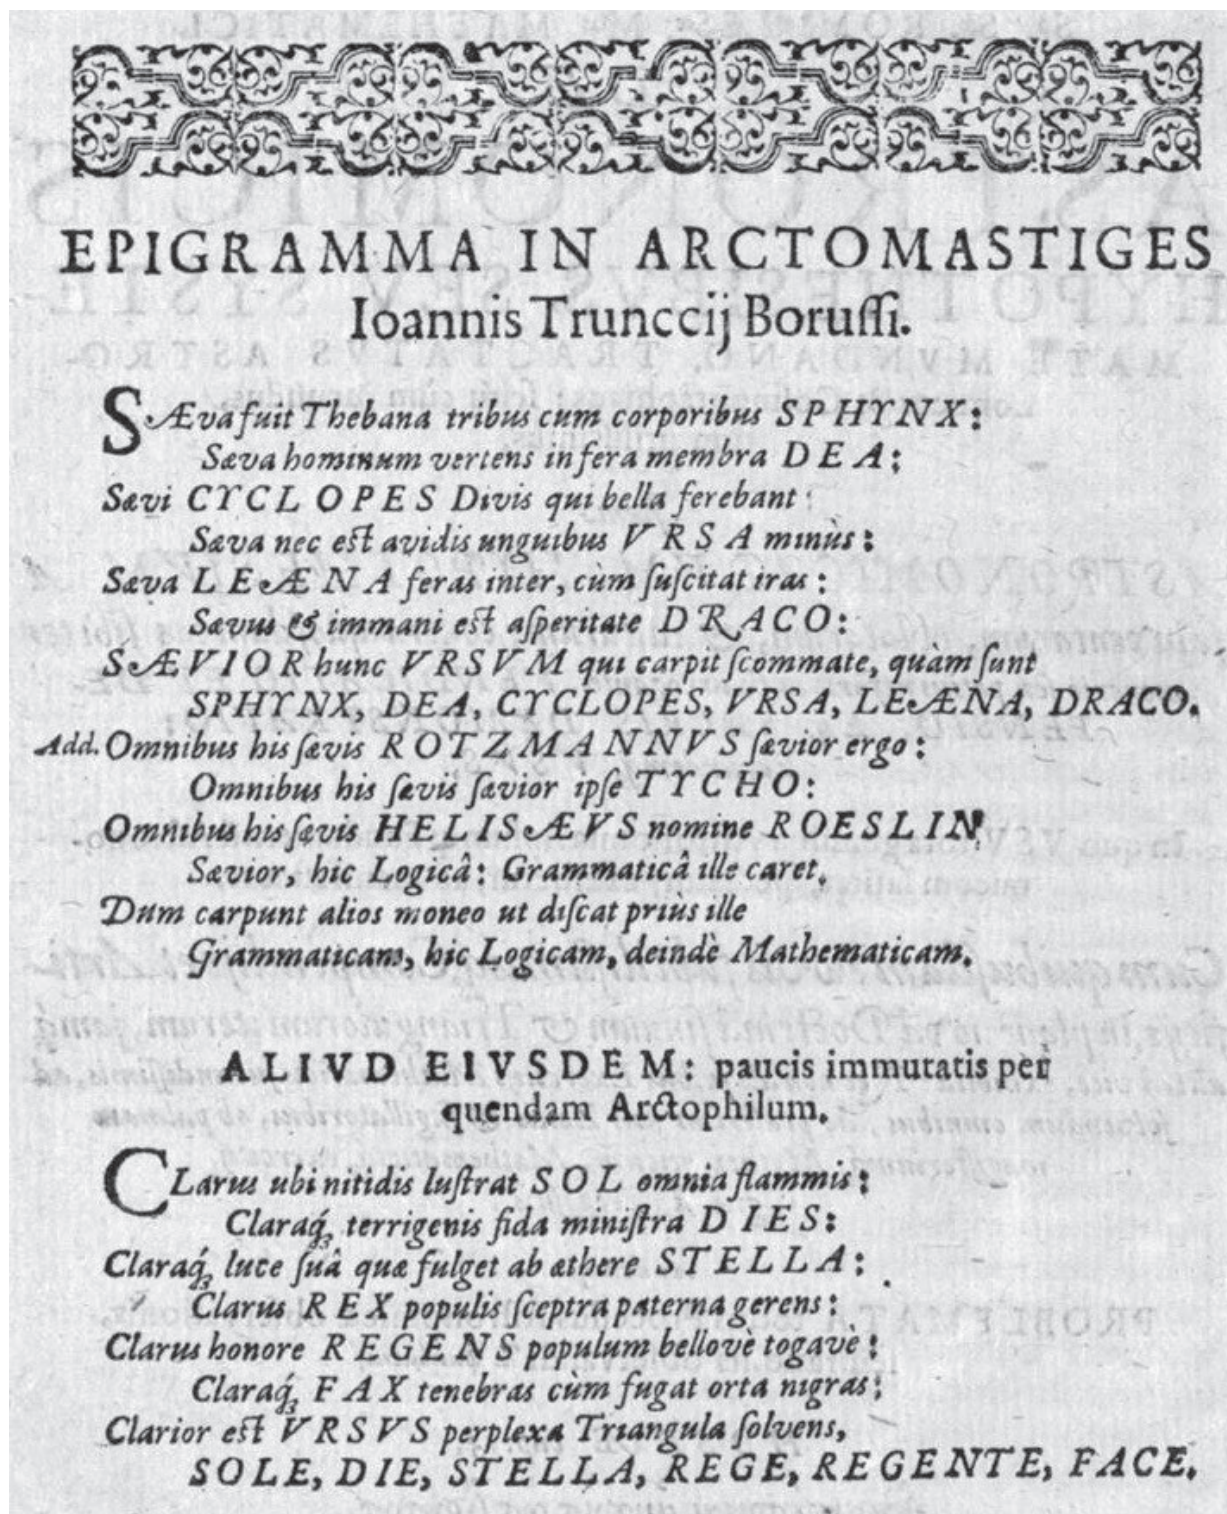 EPIGRAMMA IN ARCTOMASTIGES
Ioannis Trunccij Borussi.
SÆva fuit Thebana tribus cum corporibus SPHYNX:
Sæva hominum vertens in fera membra DEA:
Sævi CYCLOPES Divis qui bella ferebant:
Sæva nec est avidis unguibus VRSA minùs:
Sæva LEÆNA feras inter, cùm suscitat iras:
Sævus & immani est asperitate DRACO:
SÆVIOR hunc VRSVM qui carpit scommate, quàm sunt
SPHYNX, DEA, CYCLOPES, VRSA, LEÆNA, DRACO.
Add. Omnibus his sævis ROTZMANNVS sævior ergo:
Omnibus his sævis sævior ipse TYCHO:
Omnibus his sævis HELISÆVS nomine ROESLIN
Sævior, hic Logicâ: Grammaticâ ille caret.
Dum carpunt alios moneo ut discat priùs ille
Grammaticam, hic Logicam, deindè Mathematicam.
ALIVD EIVSDEM: paucis immutatis per
quendam Arctophilum.
CLarus ubi nitidis lustrat SOL omnia flammis:
Claraq́; terrigenis fida ministra DIES:
Claraq́; luce suâ quæ fulget ab æthere STELLA:
Clarus REX populis sceptra paterna gerens:
Clarus honore REGENS populum bellovè togavè:
Claraq́; FAX tenebras cùm fugat orta nigras:
Clarior est VRSVS perplexa Triangula solvens,
SOLE, DIE, STELLA, REGE, REGENTE, FACE.